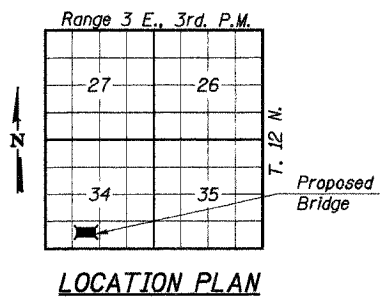 Range 3 E., 3rd. P.M.
27
26
N
T. 12 N.
34
35
Proposed
Bridge
LOCATION PLAN